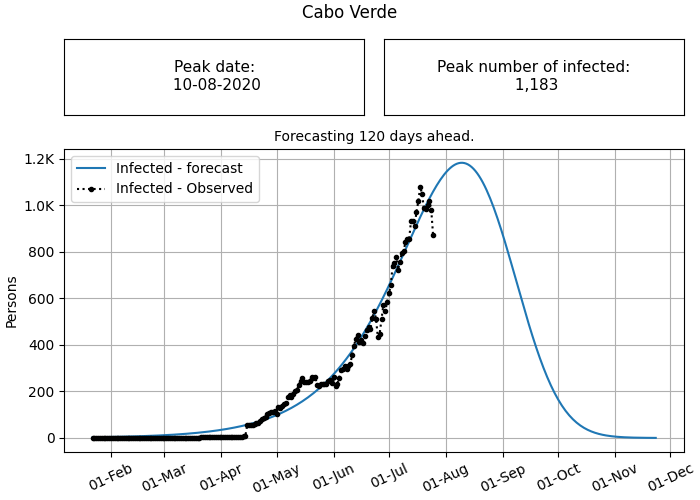 Cabo Verde
Peak date:
10-08-2020
Peak number of infected:
1,183
Forecasting 120 days ahead.
Infected - forecast
Infected - Observed
Persons
1.2K
1.0K
800
600
400
200
0
01-Feb
01-Mar
01-Apr
01-May
01-Jun
01-Jul
01-Aug
01-Sep
01-Oct
01-Nov
01-Dec